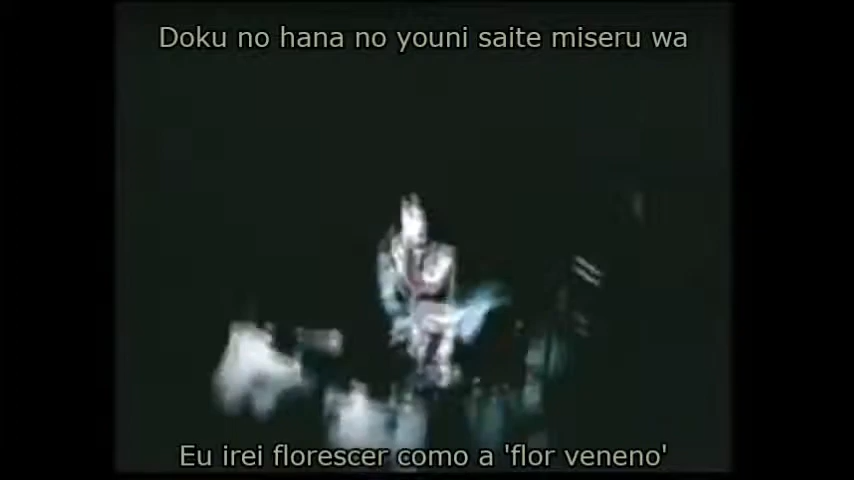 Doku no hana no youni saite miseru wa
Eu irei florescer como a 'flor veneno'